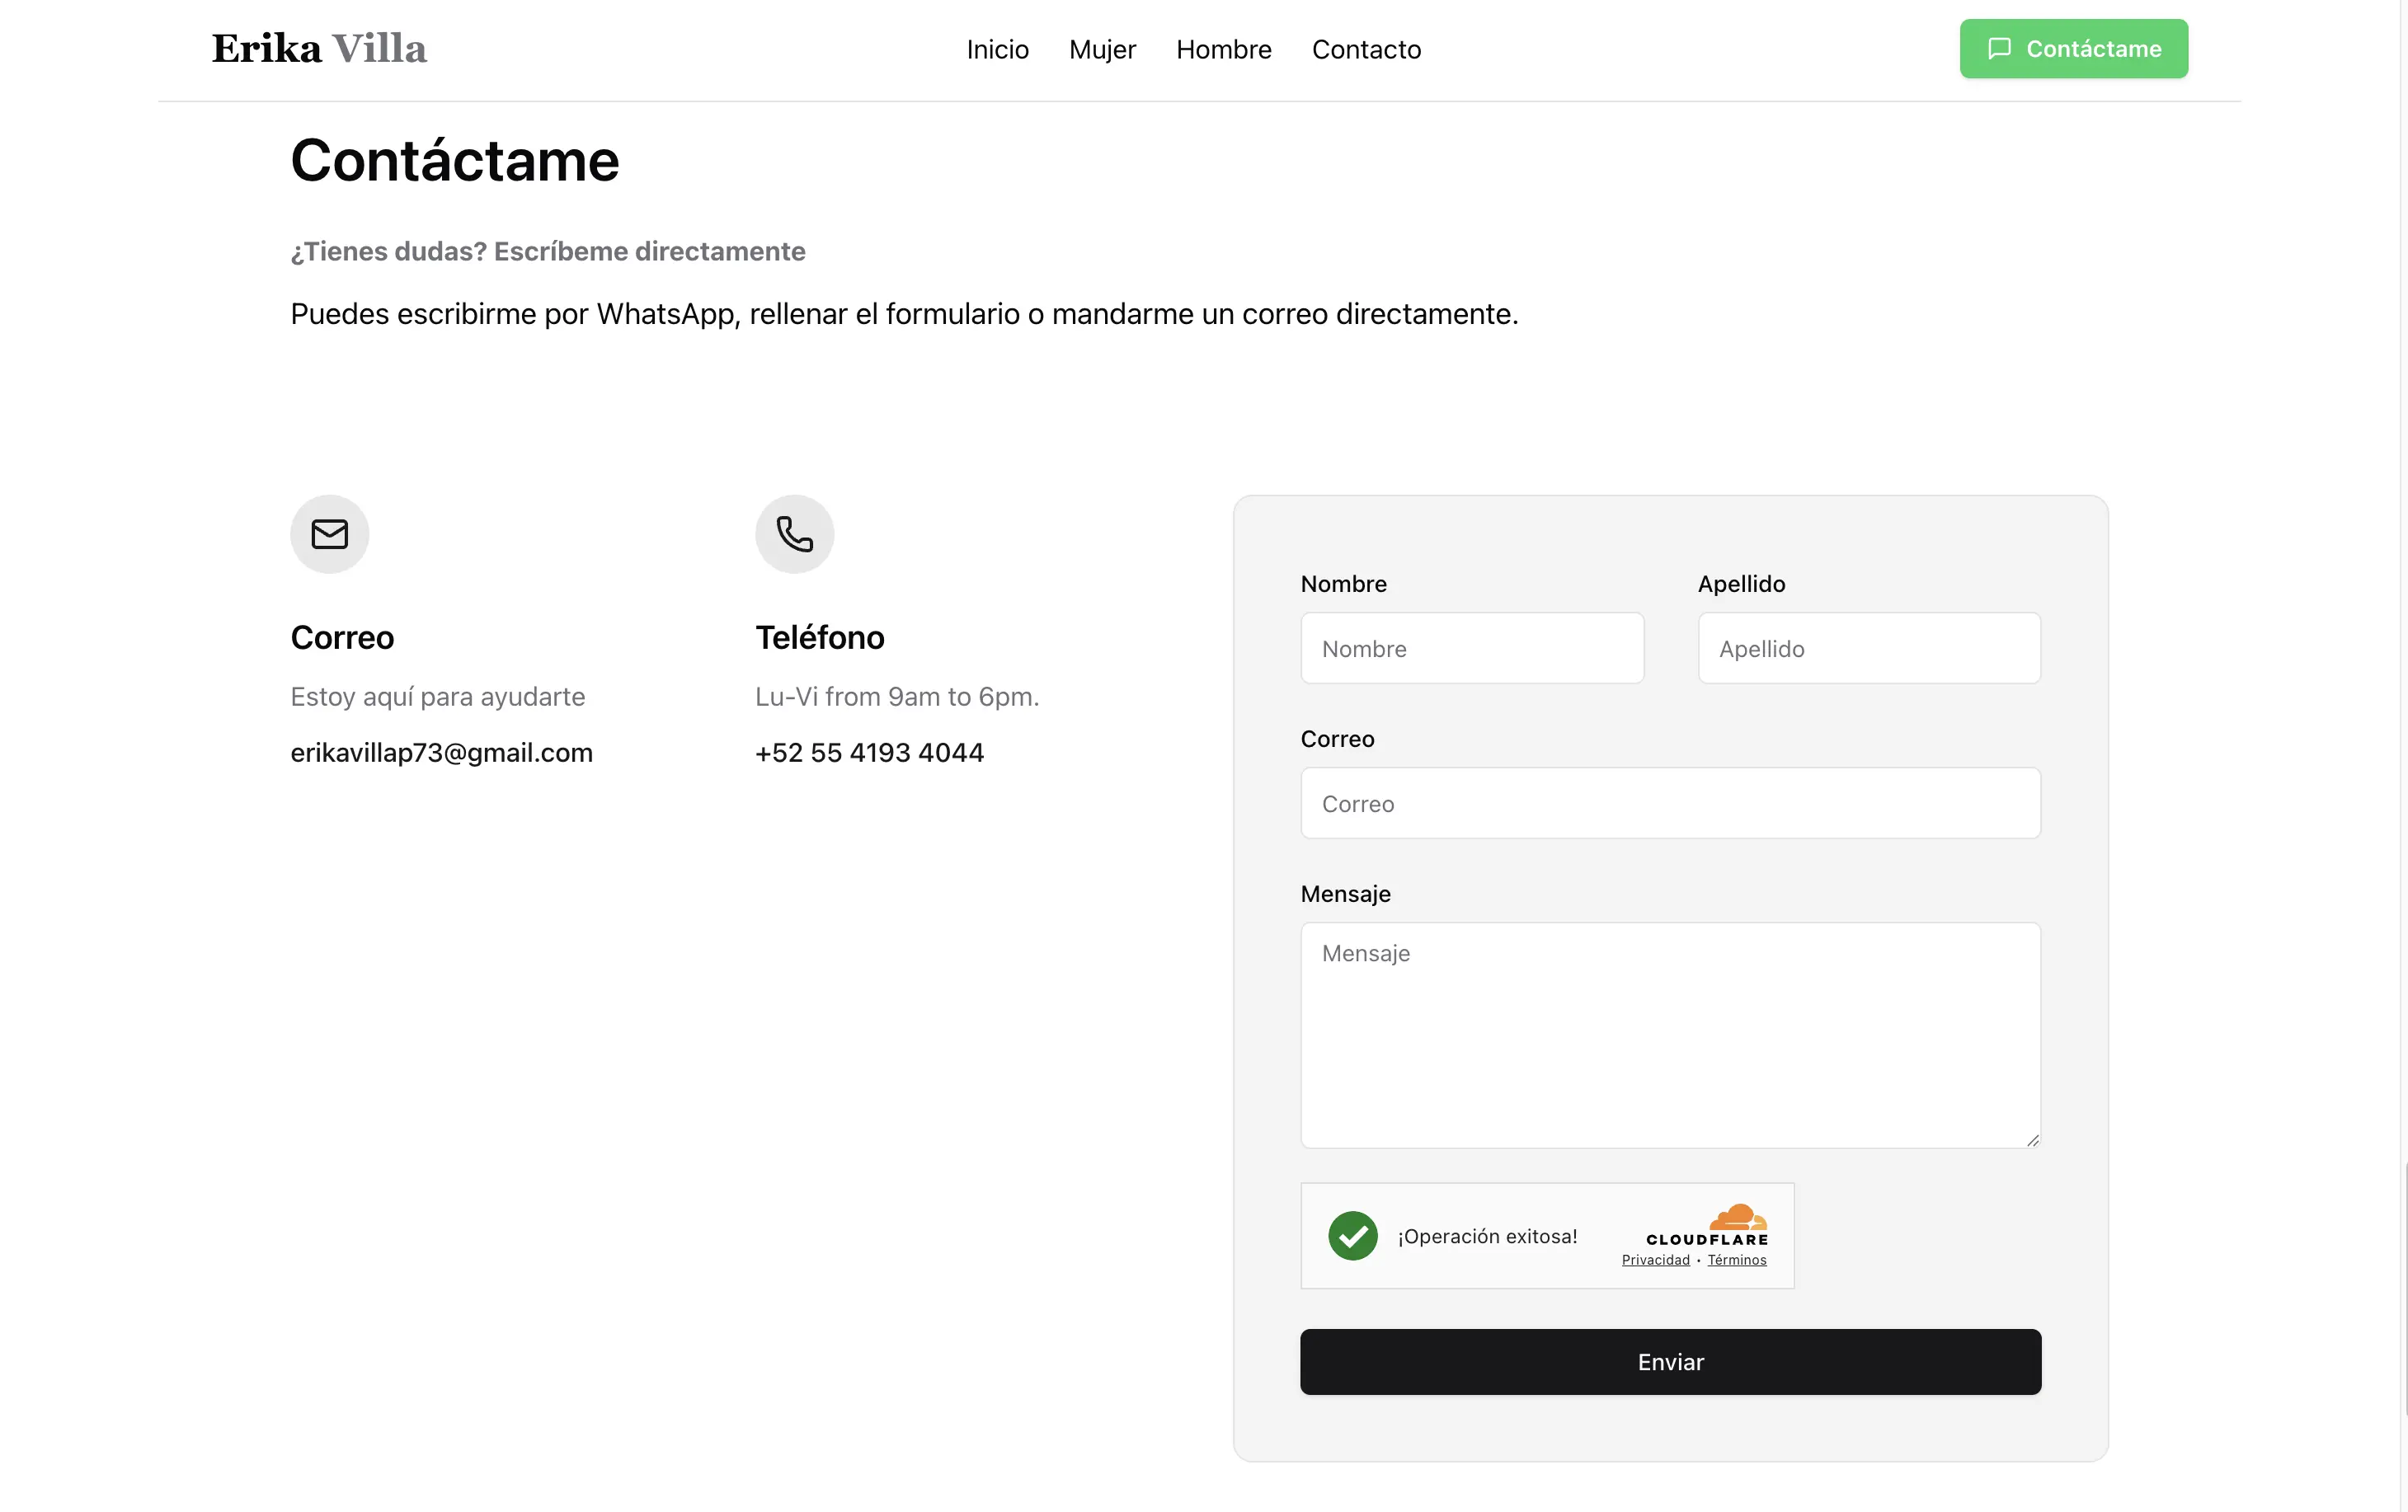 Erika Villa
Inicio
Mujer
Hombre
Contacto
Contáctame
Contáctame
¿Tienes dudas? Escríbeme directamente
Puedes escribirme por WhatsApp, rellenar el formulario o mandarme un correo directamente.
Correo
Estoy aquí para ayudarte
erikavillap73@gmail.com
Teléfono
Lu-Vi from 9am to 6pm.
+52 55 4193 4044
Nombre
Nombre
Apellido
Apellido
Correo
Correo
Mensaje
Mensaje
¡Operación exitosa!
CLOUDFLARE
Privacidad • Términos
Enviar